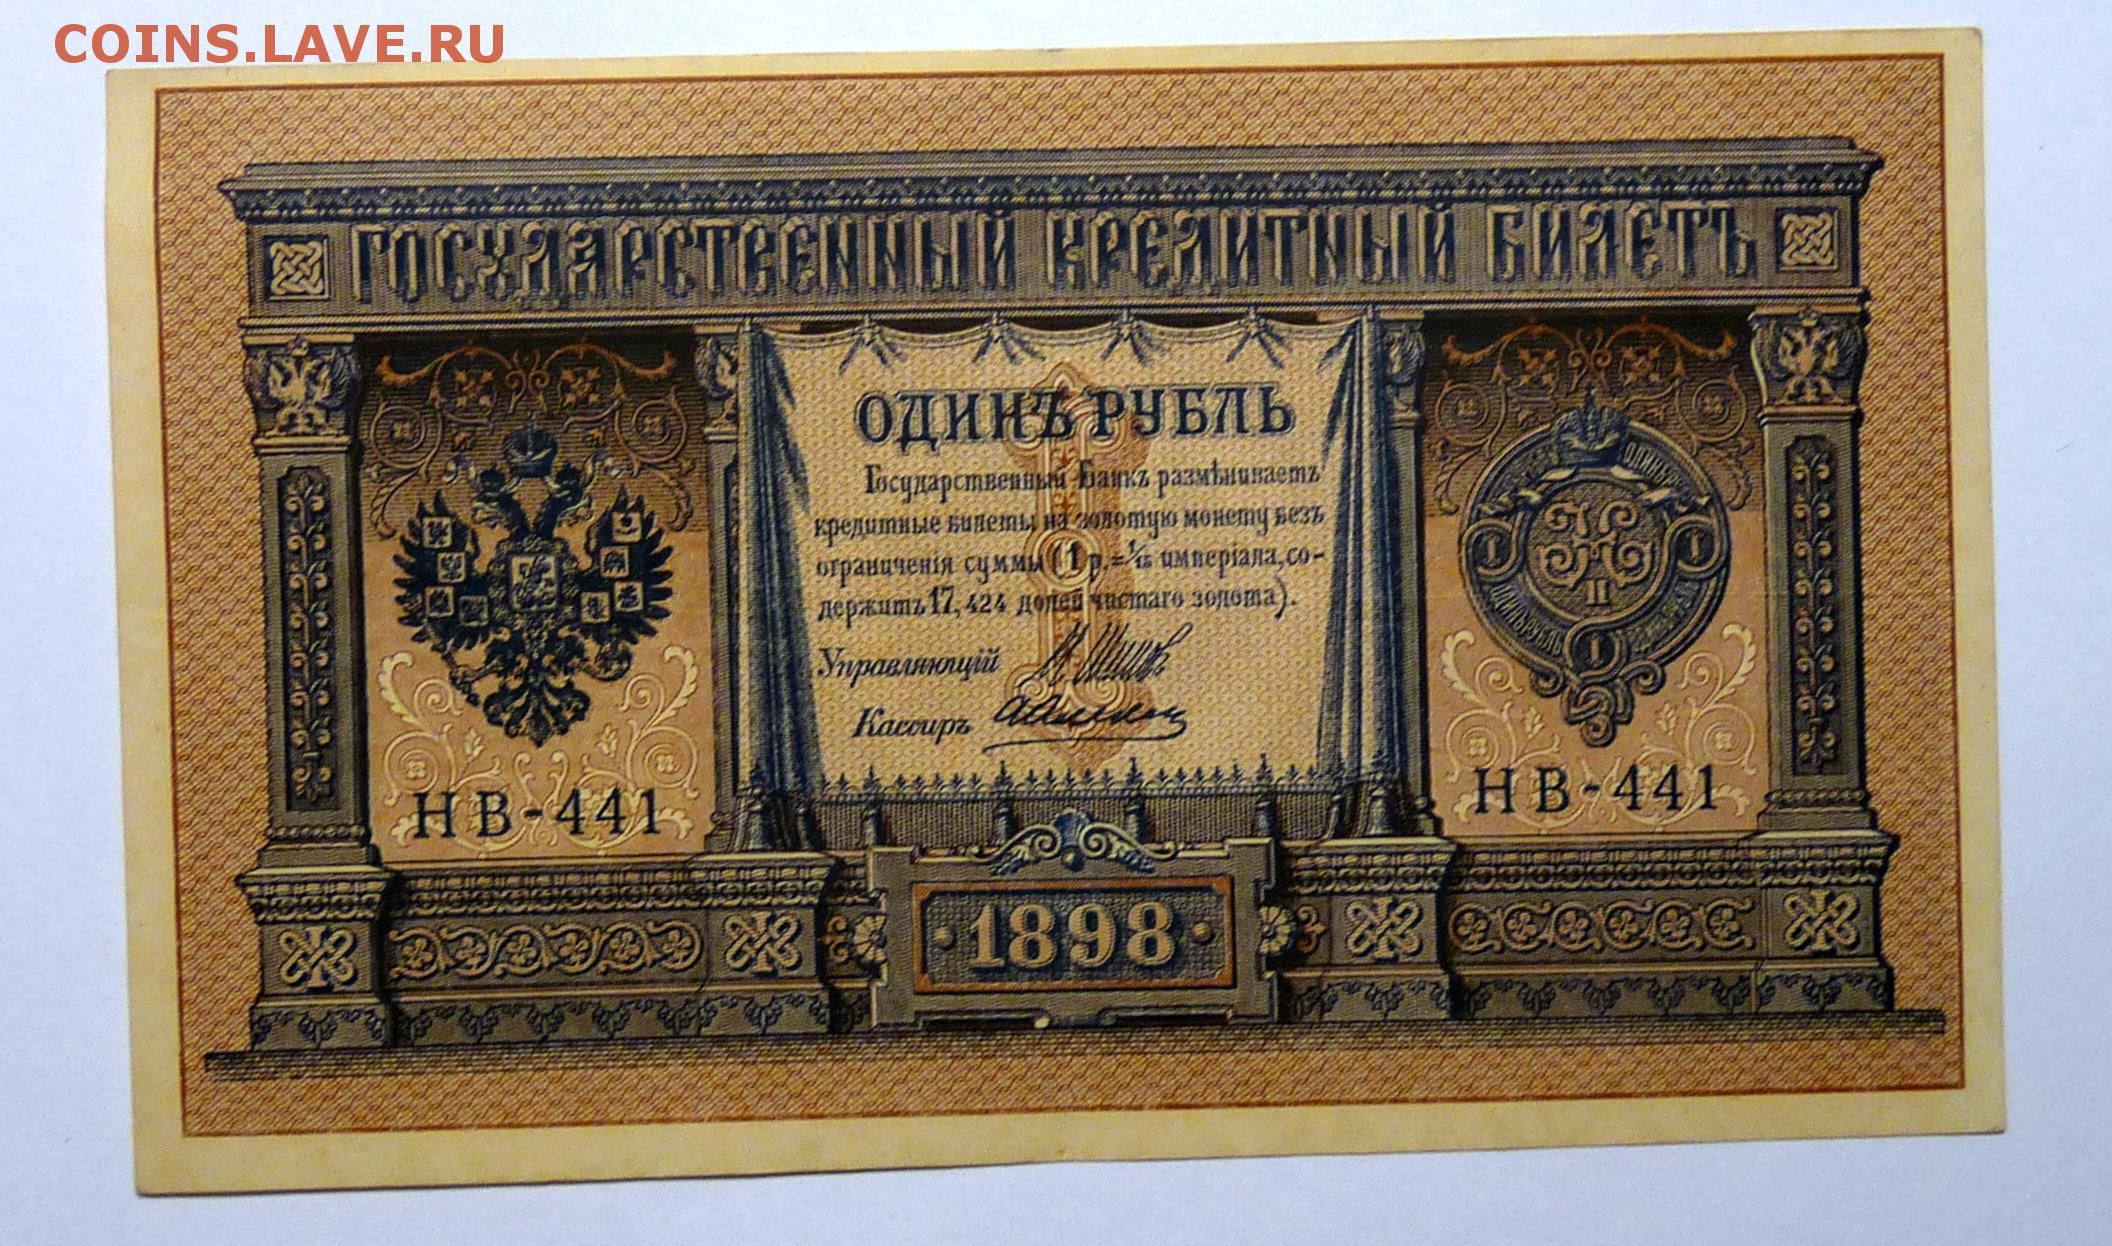 COINS.LAVE.RU
ГОСУДАРСТВЕННЫЙ КРЕДИТНЫЙ БИЛЕТЪ
ОДИНЪ РУБЛЬ
Государственный Банкъ размѣниваетъ
кредитные билеты на золотую монету безъ
ограниченія суммы (1 р.=1/15 имперіала, со-
держитъ 17,424 долей чистаго золота).
Управляющій
Кассиръ
НВ-441
НВ-441
1898